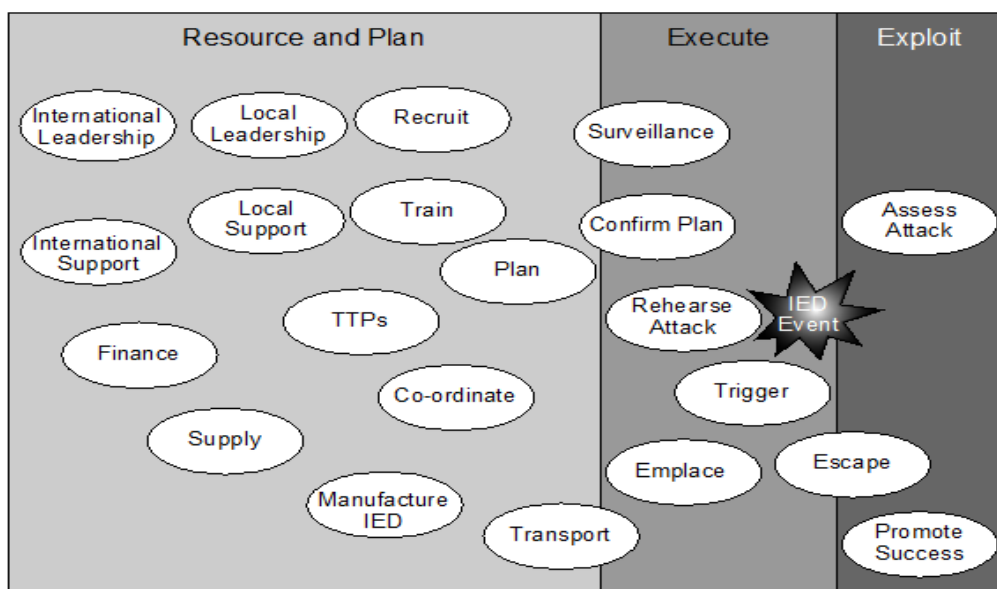 Resource and Plan
Execute
Exploit
International
Leadership
Local
Leadership
Recruit
Surveillance
International
Support
Local
Support
Train
Plan
Confirm Plan
Assess
Attack
TTPs
Rehearse
Attack
IED
Event
Finance
Co-ordinate
Trigger
Supply
Emplace
Escape
Manufacture
IED
Transport
Promote
Success